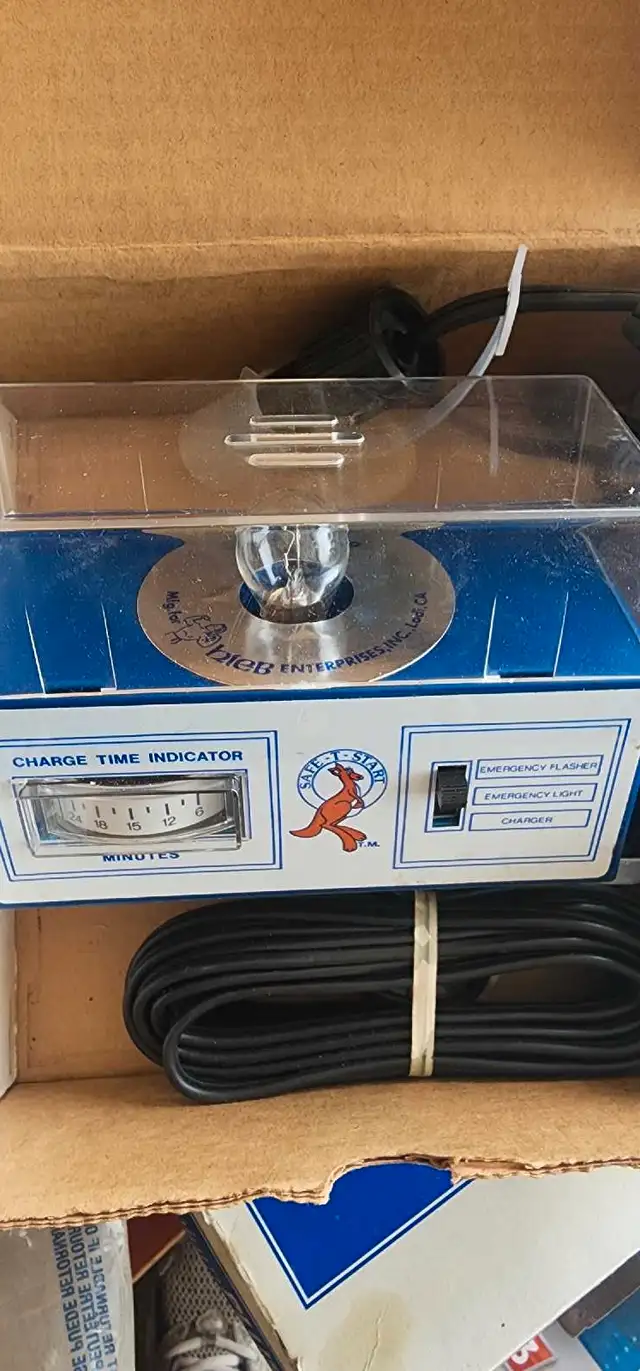 Mfg. for
ENTERPRISES, INC., Lodi, CA
CHARGE TIME INDICATOR
24 18 15 12 6
MINUTES
SAFE-T-START
T.M.
EMERGENCY FLASHER
EMERGENCY LIGHT
CHARGER